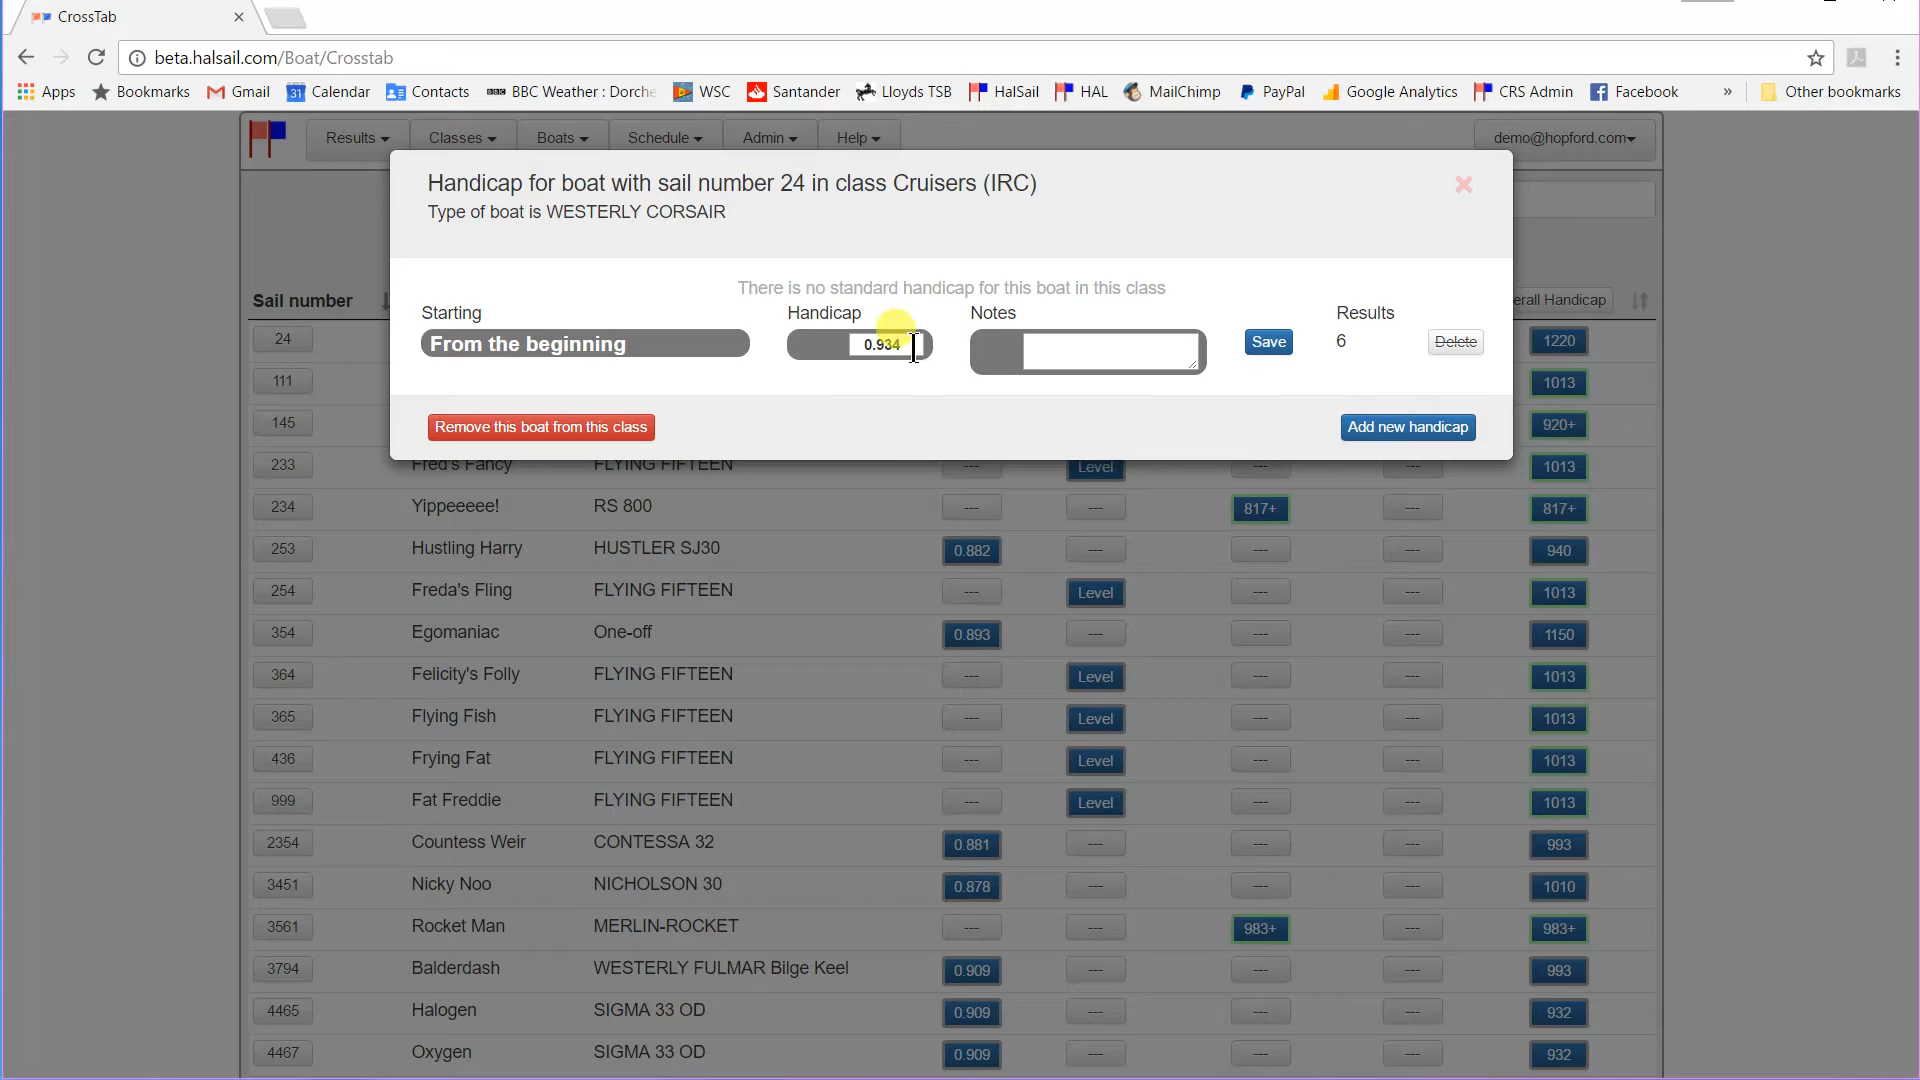 CrossTab
beta.halsail.com/Boat/Crosstab
Apps Bookmarks Gmail 31 Calendar Contacts BBC BBC Weather : Dorche WSC Santander Lloyds TSB HalSail HAL MailChimp PayPal Google Analytics CRS Admin Facebook » Other bookmarks
Results Classes Boats Schedule Admin Help demo@hopford.com
Handicap for boat with sail number 24 in class Cruisers (IRC)
Type of boat is WESTERLY CORSAIR
There is no standard handicap for this boat in this class
Sail number erall Handicap
Starting Handicap Notes Results
From the beginning 0.934 Save 6 Delete
Remove this boat from this class Add new handicap
24 1220
111 1013
145 920+
233 Fred's Fancy FLYING FIFTEEN --- Level --- --- 1013
234 Yippeeeee! RS 800 --- --- 817+ --- 817+
253 Hustling Harry HUSTLER SJ30 0.882 --- --- --- 940
254 Freda's Fling FLYING FIFTEEN --- Level --- --- 1013
354 Egomaniac One-off 0.893 --- --- --- 1150
364 Felicity's Folly FLYING FIFTEEN --- Level --- --- 1013
365 Flying Fish FLYING FIFTEEN --- Level --- --- 1013
436 Frying Fat FLYING FIFTEEN --- Level --- --- 1013
999 Fat Freddie FLYING FIFTEEN --- Level --- --- 1013
2354 Countess Weir CONTESSA 32 0.881 --- --- --- 993
3451 Nicky Noo NICHOLSON 30 0.878 --- --- --- 1010
3561 Rocket Man MERLIN-ROCKET --- --- 983+ --- 983+
3794 Balderdash WESTERLY FULMAR Bilge Keel 0.909 --- --- --- 993
4465 Halogen SIGMA 33 OD 0.909 --- --- --- 932
4467 Oxygen SIGMA 33 OD 0.909 --- --- --- 932